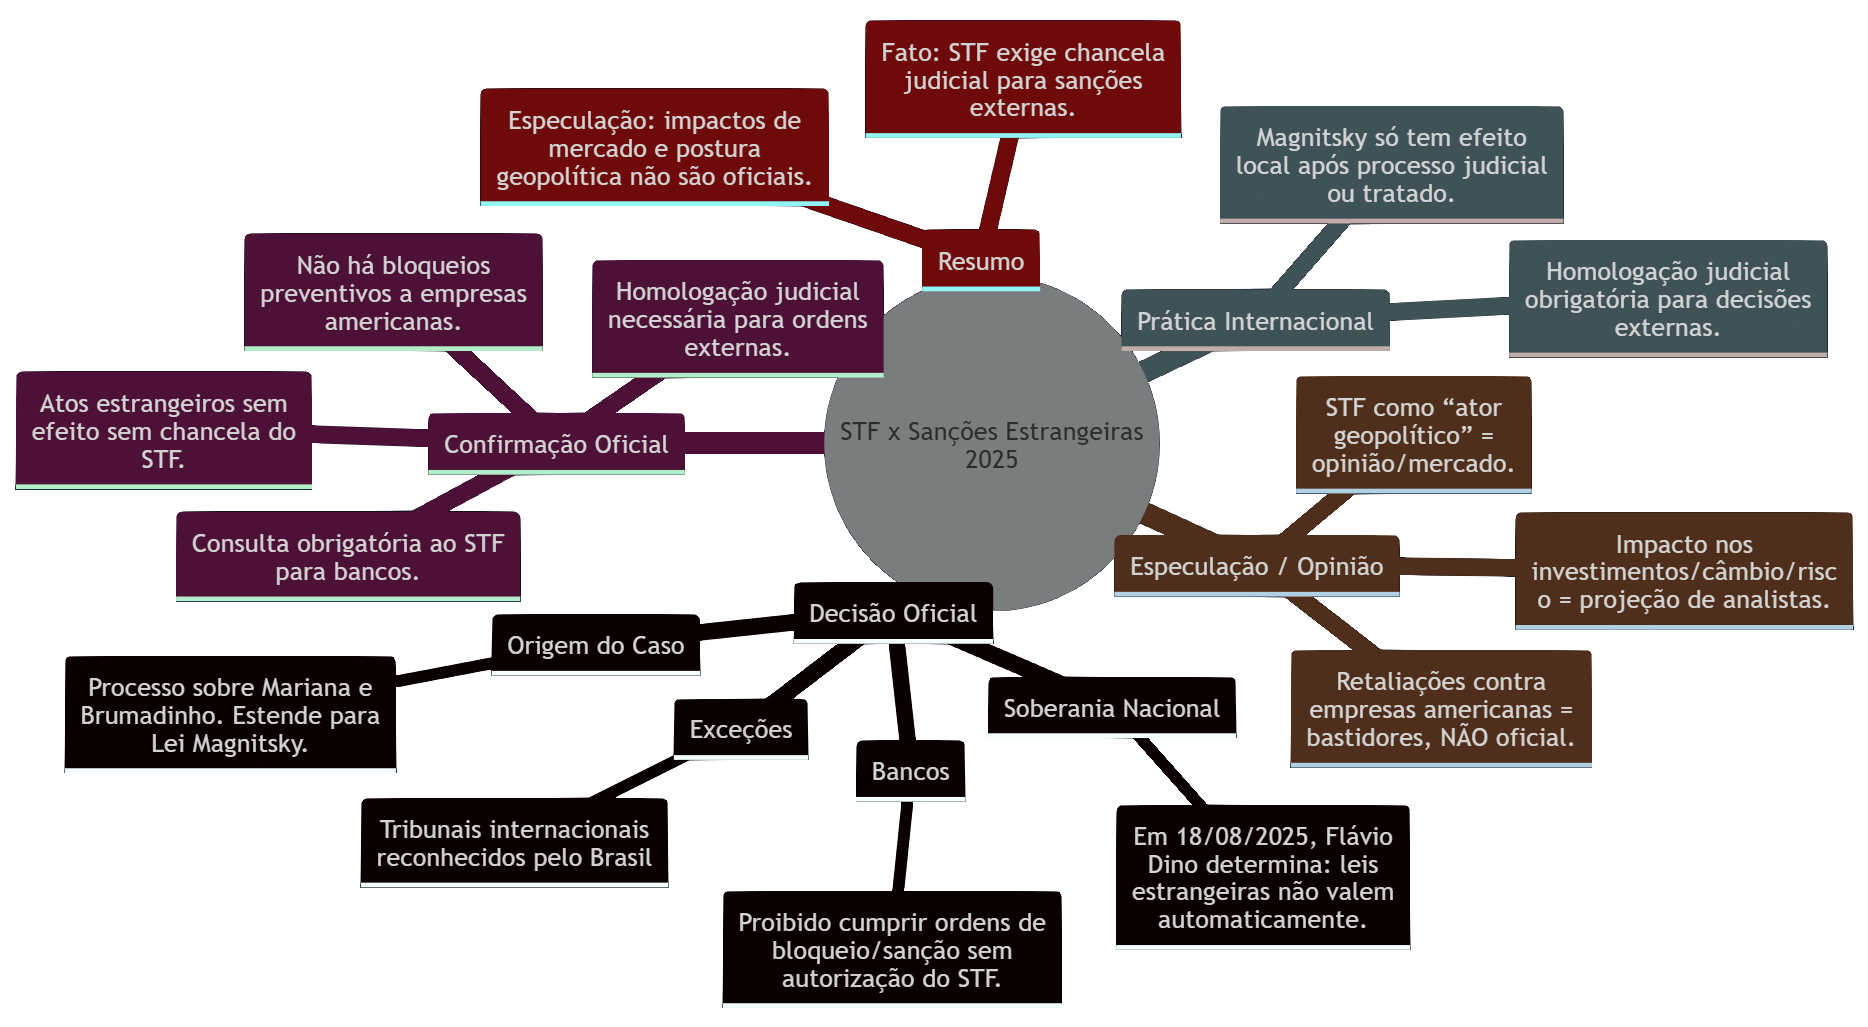 Fato: STF exige chancela
judicial para sanções
externas.
Especulação: impactos de
mercado e postura
geopolítica não são oficiais.
Resumo
Magnitsky só tem efeito
local após processo judicial
ou tratado.
Homologação judicial
obrigatória para decisões
externas.
Prática Internacional
Não há bloqueios
preventivos a empresas
americanas.
Homologação judicial
necessária para ordens
externas.
Atos estrangeiros sem
efeito sem chancela do
STF.
Confirmação Oficial
Consulta obrigatória ao STF
para bancos.
STF x Sanções Estrangeiras
2025
STF como “ator
geopolítico” =
opinião/mercado.
Especulação / Opinião
Impacto nos
investimentos/câmbio/risc
o = projeção de analistas.
Retaliações contra
empresas americanas =
bastidores, NÃO oficial.
Decisão Oficial
Origem do Caso
Processo sobre Mariana e
Brumadinho. Estende para
Lei Magnitsky.
Exceções
Tribunais internacionais
reconhecidos pelo Brasil
Bancos
Proibido cumprir ordens de
bloqueio/sanção sem
autorização do STF.
Soberania Nacional
Em 18/08/2025, Flávio
Dino determina: leis
estrangeiras não valem
automaticamente.